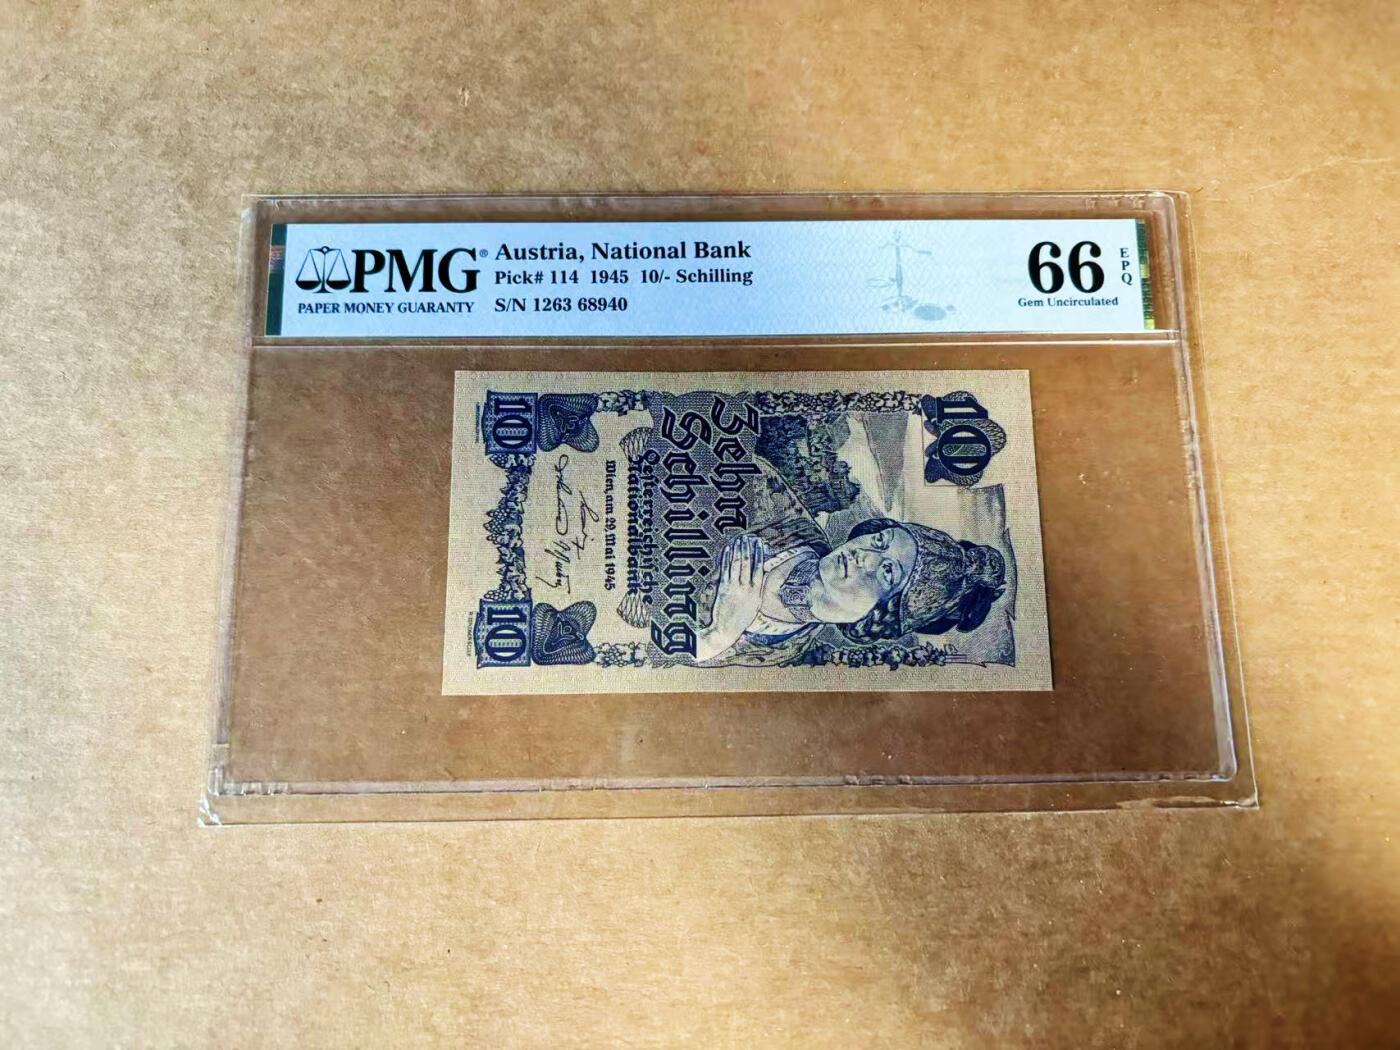 PMG®
PAPER MONEY GUARANTY
Austria, National Bank
Pick# 114 1945 10/- Schilling
S/N 1263 68940
66
EPQ
Gem Uncirculated
10
10
10
Zehn
Schilling
Oesterreichische
Nationalbank
Wien, am 29. Mai 1945